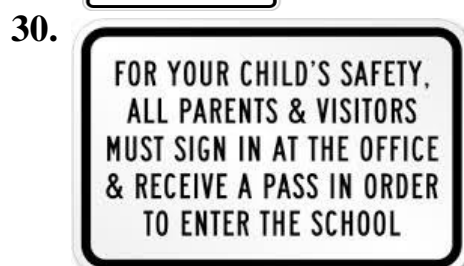 30.
FOR YOUR CHILD'S SAFETY,
ALL PARENTS & VISITORS
MUST SIGN IN AT THE OFFICE
& RECEIVE A PASS IN ORDER
TO ENTER THE SCHOOL